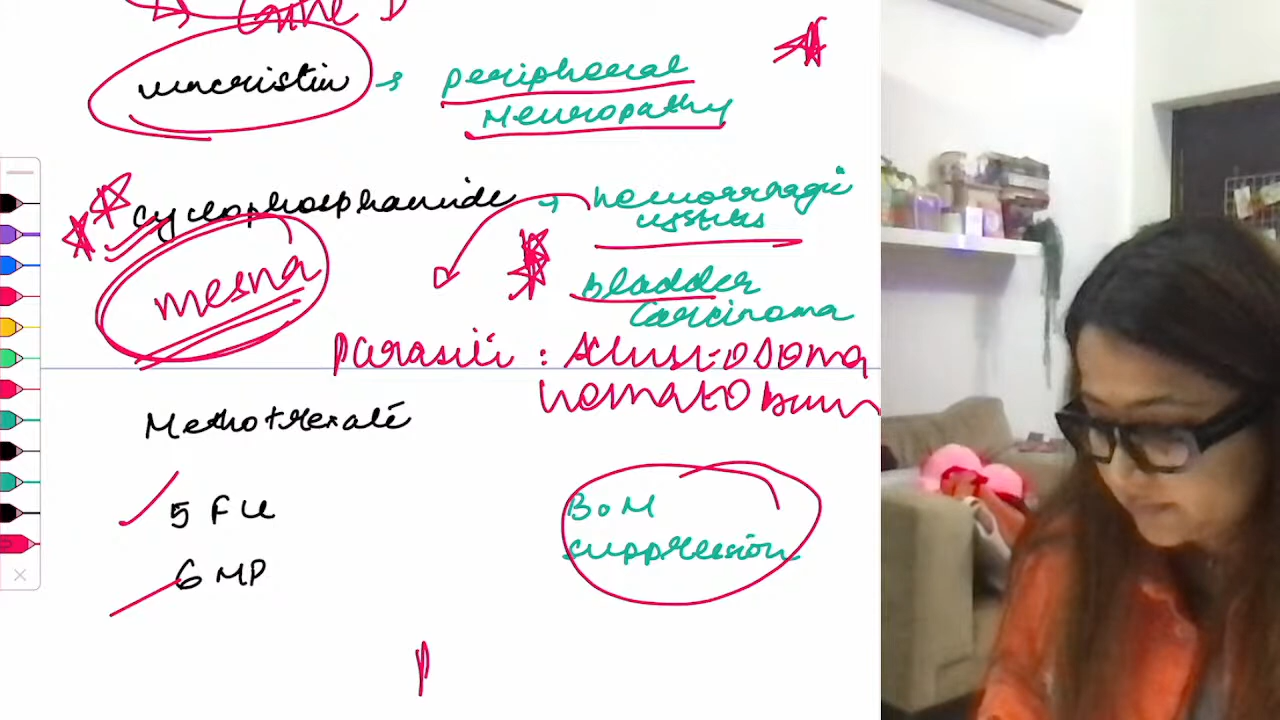 vincristin → peripheral
Neuropathy
cyclophosphamide → hemorrhagic
cystitis
mesna
bladder
Carcinoma
Parasite : Schistosoma
hematobium
Methotrexate
5 FU
BoM
suppression
6 MP